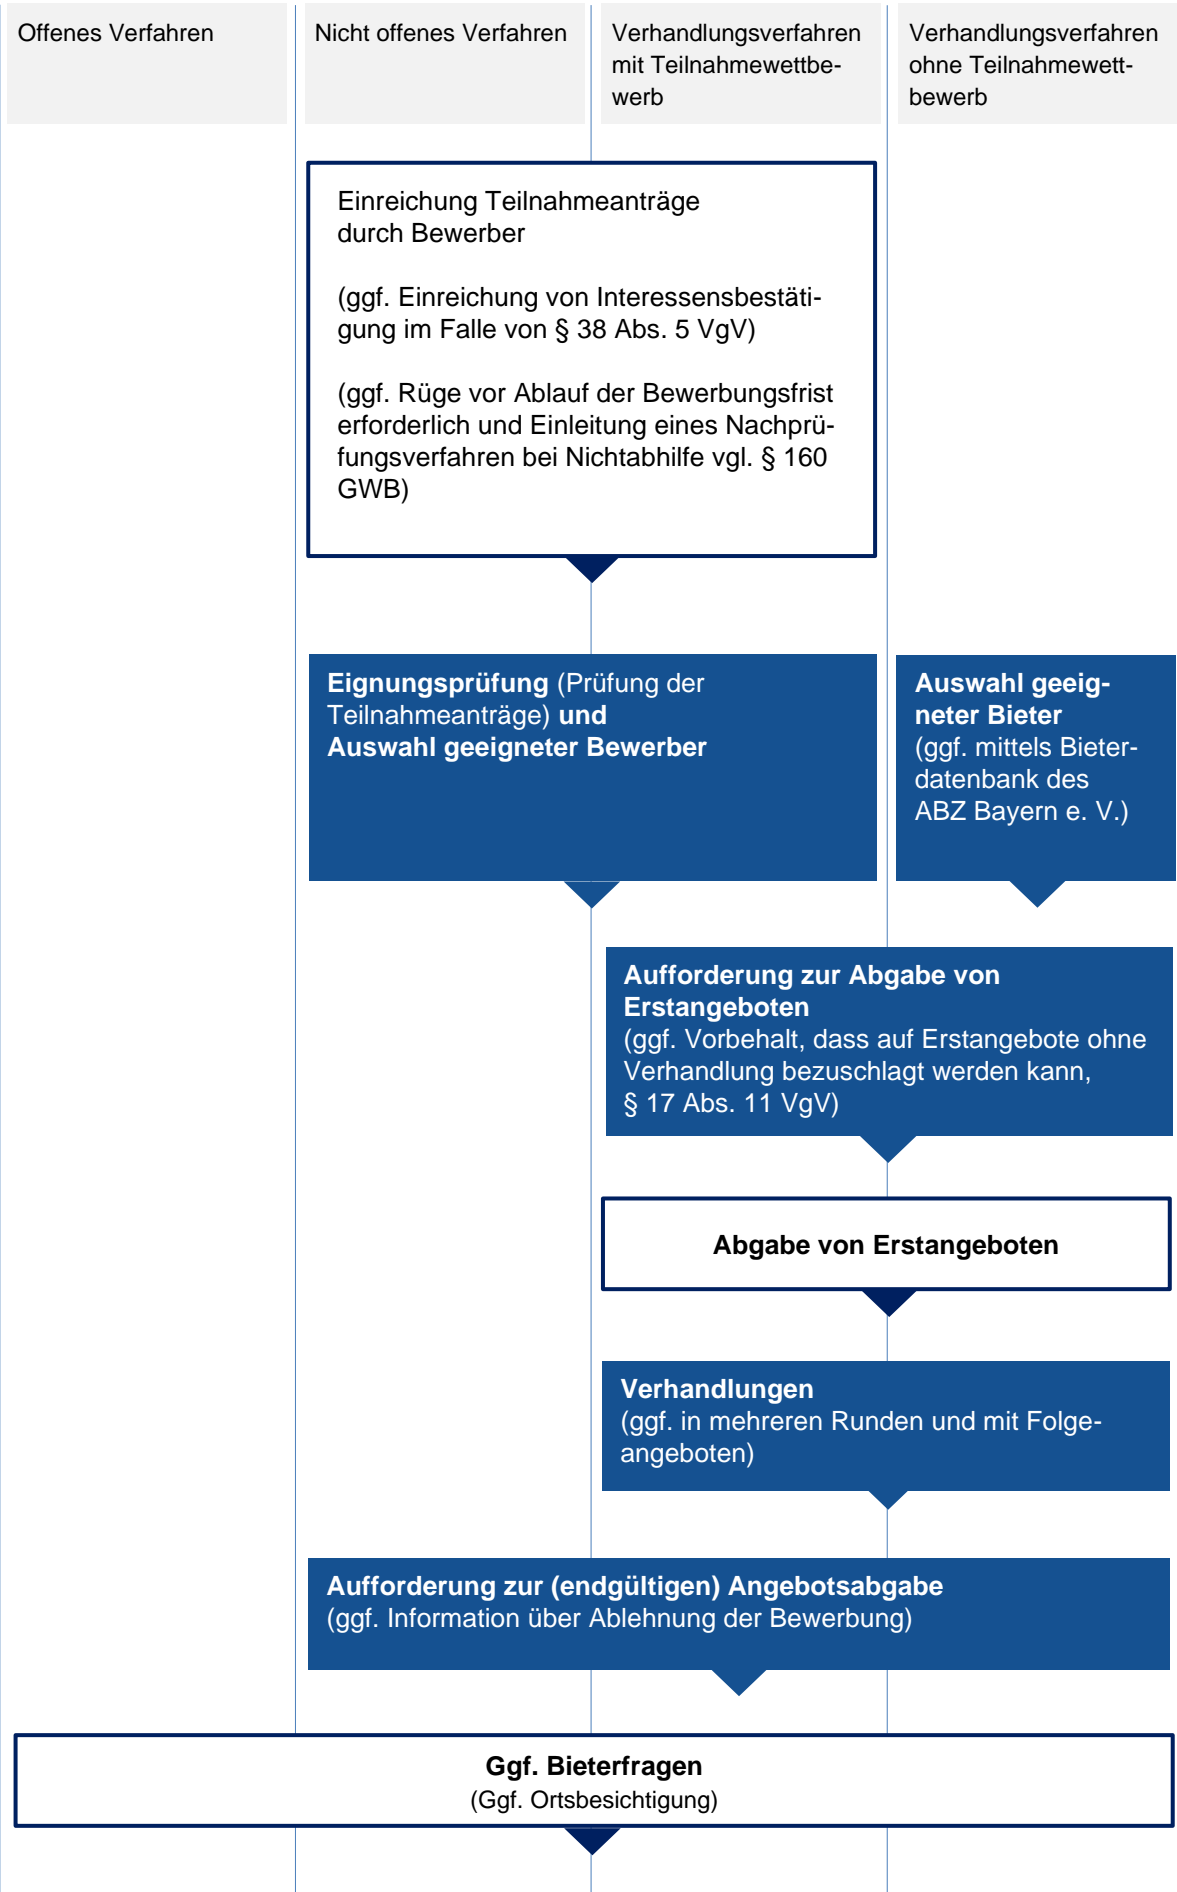 Offenes Verfahren
Nicht offenes Verfahren
Verhandlungsverfahren
mit Teilnahmewettbe-
werb
Verhandlungsverfahren
ohne Teilnahmewett-
bewerb
Einreichung Teilnahmeanträge
durch Bewerber
(ggf. Einreichung von Interessensbestäti-
gung im Falle von § 38 Abs. 5 VgV)
(ggf. Rüge vor Ablauf der Bewerbungsfrist
erforderlich und Einleitung eines Nachprü-
fungsverfahren bei Nichtabhilfe vgl. § 160
GWB)
Eignungsprüfung (Prüfung der
Teilnahmeanträge) und
Auswahl geeigneter Bewerber
Auswahl geeig-
neter Bieter
(ggf. mittels Bieter-
datenbank des
ABZ Bayern e. V.)
Aufforderung zur Abgabe von
Erstangeboten
(ggf. Vorbehalt, dass auf Erstangebote ohne
Verhandlung bezuschlagt werden kann,
§ 17 Abs. 11 VgV)
Abgabe von Erstangeboten
Verhandlungen
(ggf. in mehreren Runden und mit Folge-
angeboten)
Aufforderung zur (endgültigen) Angebotsabgabe
(ggf. Information über Ablehnung der Bewerbung)
Ggf. Bieterfragen
(Ggf. Ortsbesichtigung)